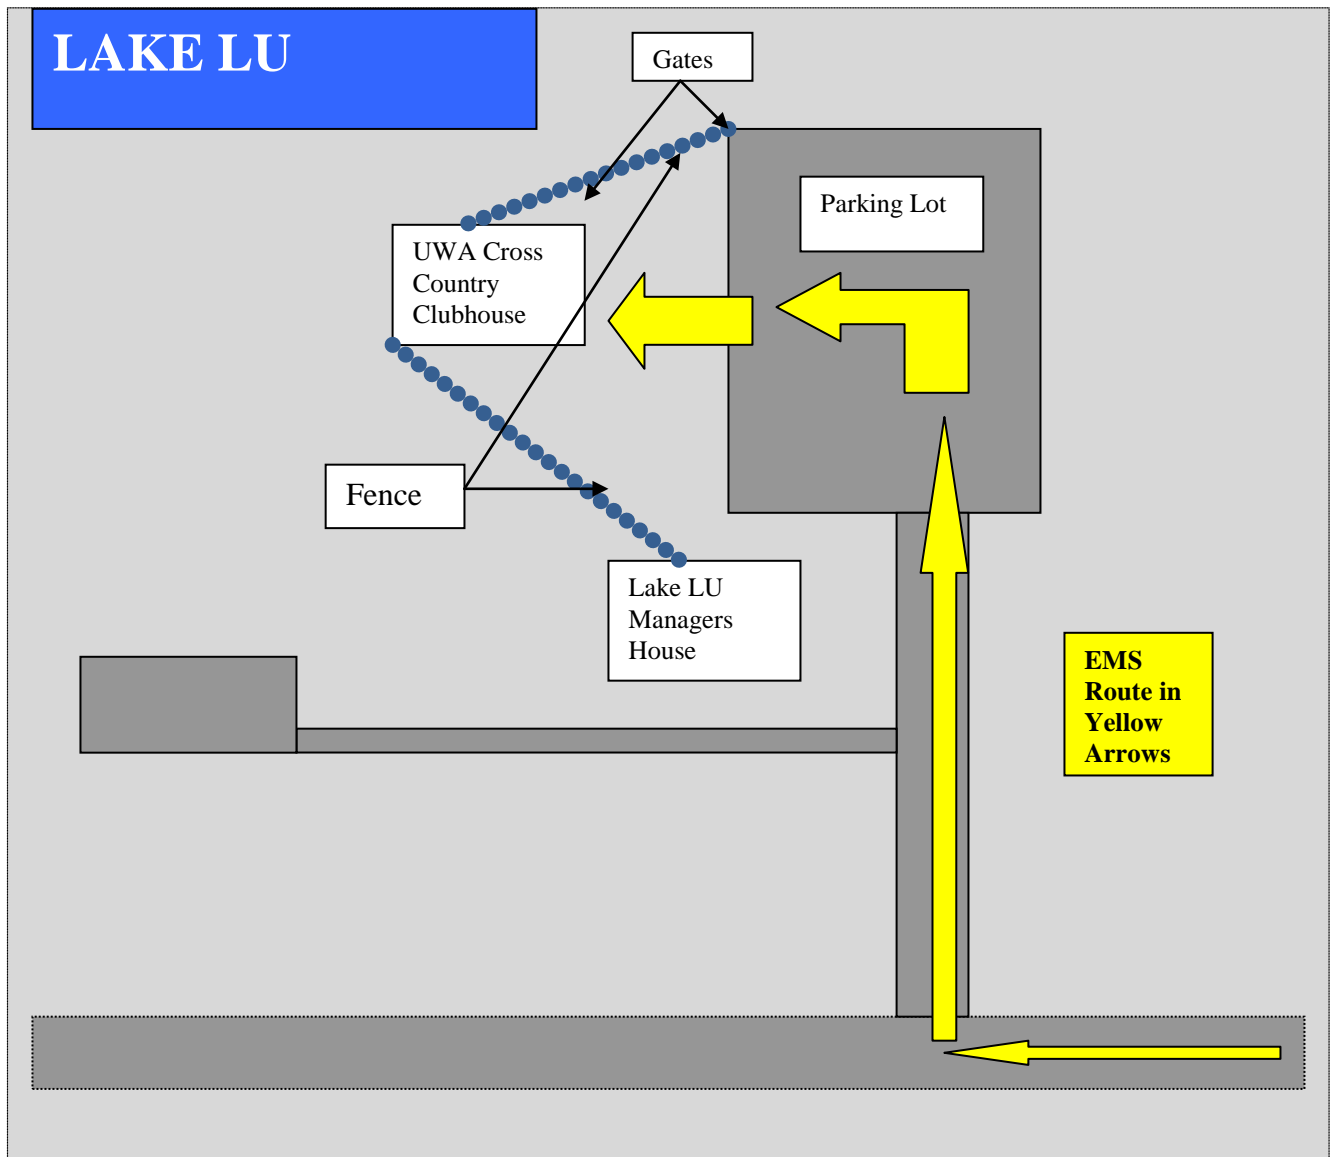 LAKE LU
Gates
Parking Lot
UWA Cross
Country
Clubhouse
Fence
Lake LU
Managers
House
EMS
Route in
Yellow
Arrows